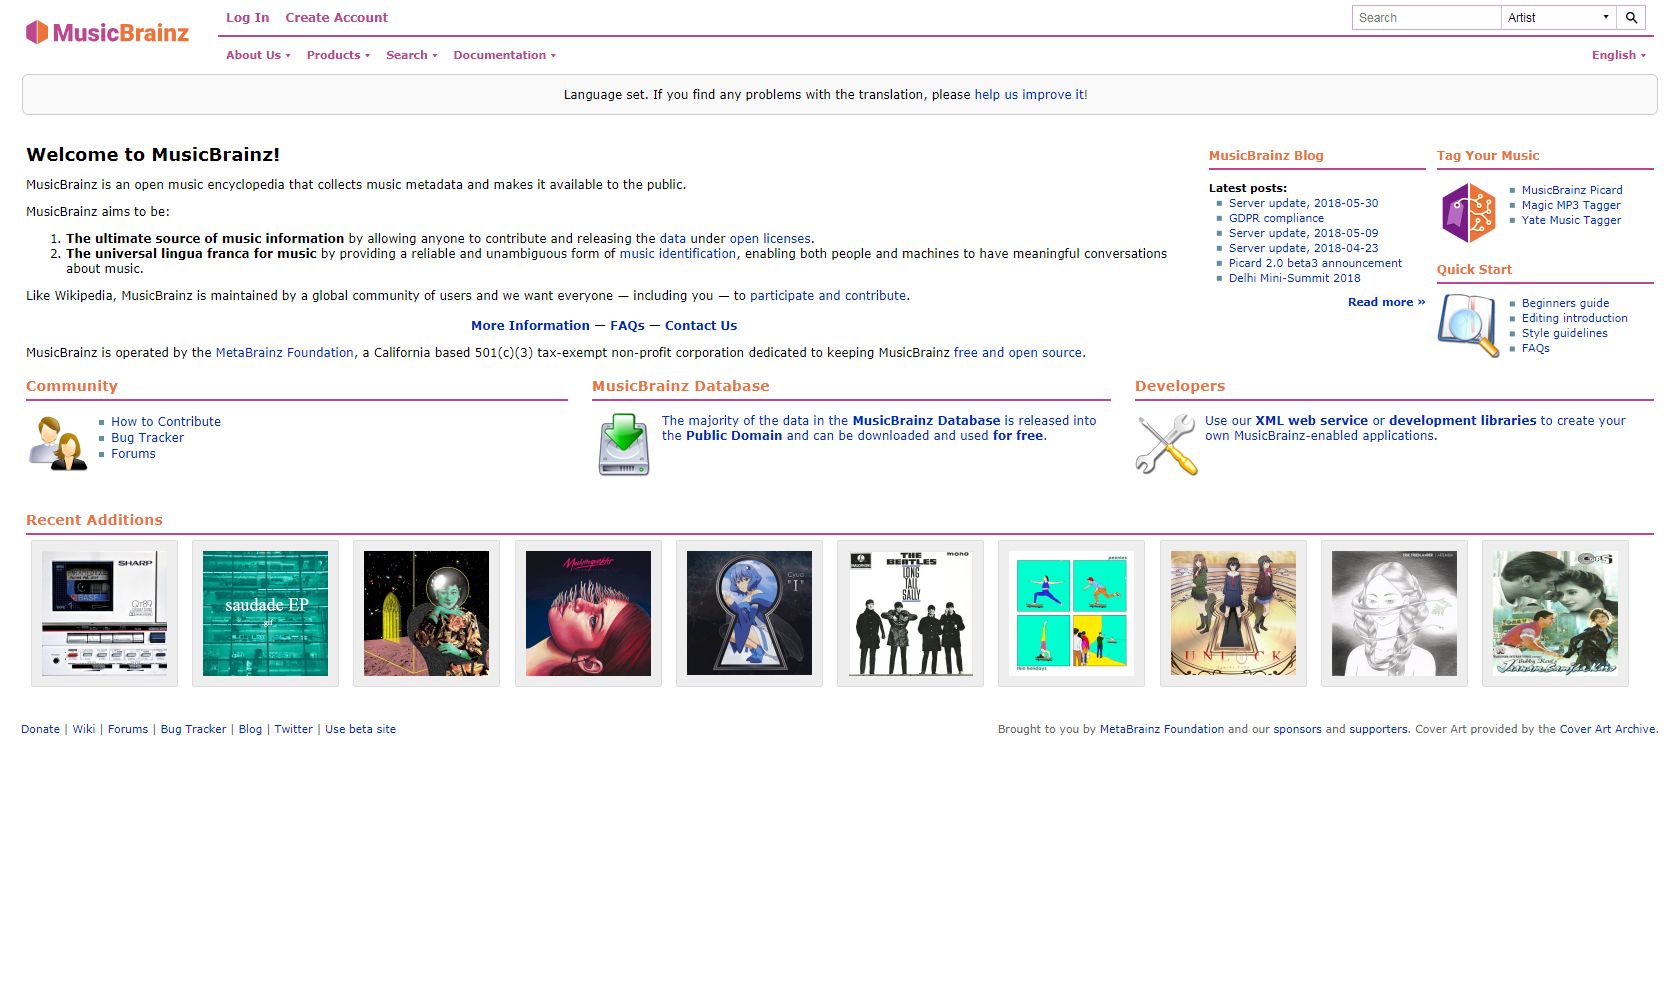 MusicBrainz
Log In Create Account
Search Artist
About Us Products Search Documentation
English
Language set. If you find any problems with the translation, please help us improve it!
Welcome to MusicBrainz!
MusicBrainz is an open music encyclopedia that collects music metadata and makes it available to the public.
MusicBrainz aims to be:
1. The ultimate source of music information by allowing anyone to contribute and releasing the data under open licenses.
2. The universal lingua franca for music by providing a reliable and unambiguous form of music identification, enabling both people and machines to have meaningful conversations
about music.
Like Wikipedia, MusicBrainz is maintained by a global community of users and we want everyone — including you — to participate and contribute.
More Information — FAQs — Contact Us
MusicBrainz is operated by the MetaBrainz Foundation, a California based 501(c)(3) tax-exempt non-profit corporation dedicated to keeping MusicBrainz free and open source.
MusicBrainz Blog
Latest posts:
Server update, 2018-05-30
GDPR compliance
Server update, 2018-05-09
Server update, 2018-04-23
Picard 2.0 beta3 announcement
Delhi Mini-Summit 2018
Read more »
Tag Your Music
MusicBrainz Picard
Magic MP3 Tagger
Yate Music Tagger
Quick Start
Beginners guide
Editing introduction
Style guidelines
FAQs
Community
How to Contribute
Bug Tracker
Forums
MusicBrainz Database
The majority of the data in the MusicBrainz Database is released into
the Public Domain and can be downloaded and used for free.
Developers
Use our XML web service or development libraries to create your
own MusicBrainz-enabled applications.
Recent Additions
SHARP
QT89
BASF
saudade EP
gif
Cyuci
I
mono
THE
BEATLES
LONG
TALL
SALLY
peonies
thin holidays
UNLOCK
Donate | Wiki | Forums | Bug Tracker | Blog | Twitter | Use beta site
Brought to you by MetaBrainz Foundation and our sponsors and supporters. Cover Art provided by the Cover Art Archive.